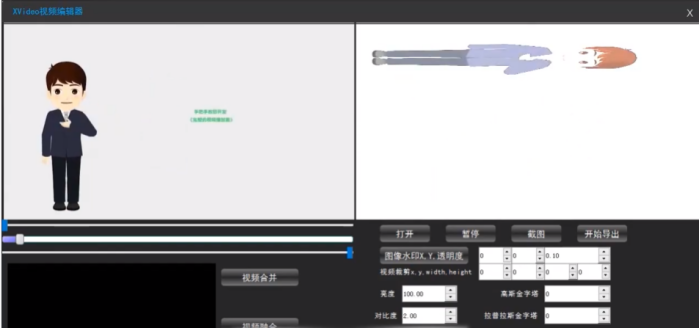 XVideo视频编辑器
X
打开 暂停 截图 开始导出
图像水印X,Y,透明度 0 0 0.10
视频裁剪x,y,width,height 0 0 0 0
视频合并
亮度 100.00 高斯金字塔 0
对比度 2.00 拉普拉斯金字塔 0
视频融合